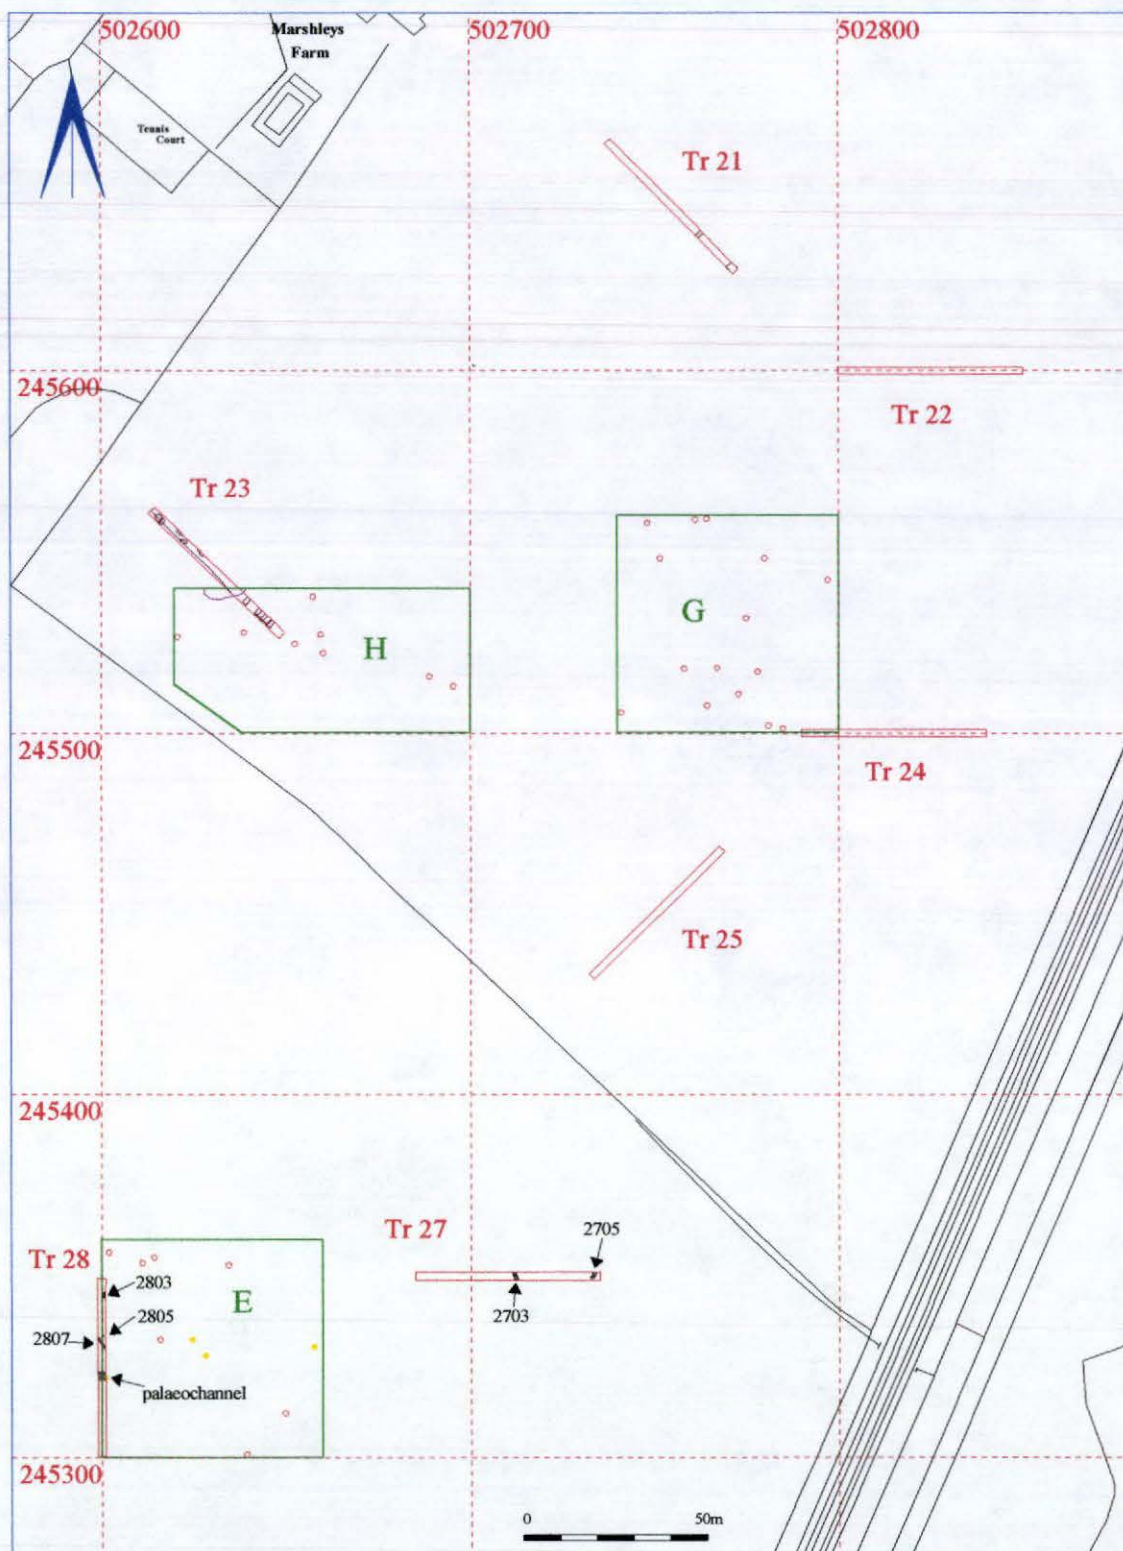 502600
Marshleys
Farm
502700
502800
Tennis
Court
Tr 21
245600
Tr 22
Tr 23
G
H
245500
Tr 24
Tr 25
245400
Tr 28
Tr 27
2705
2803
E
2805
2703
2807
palaeochannel
245300
0 50m